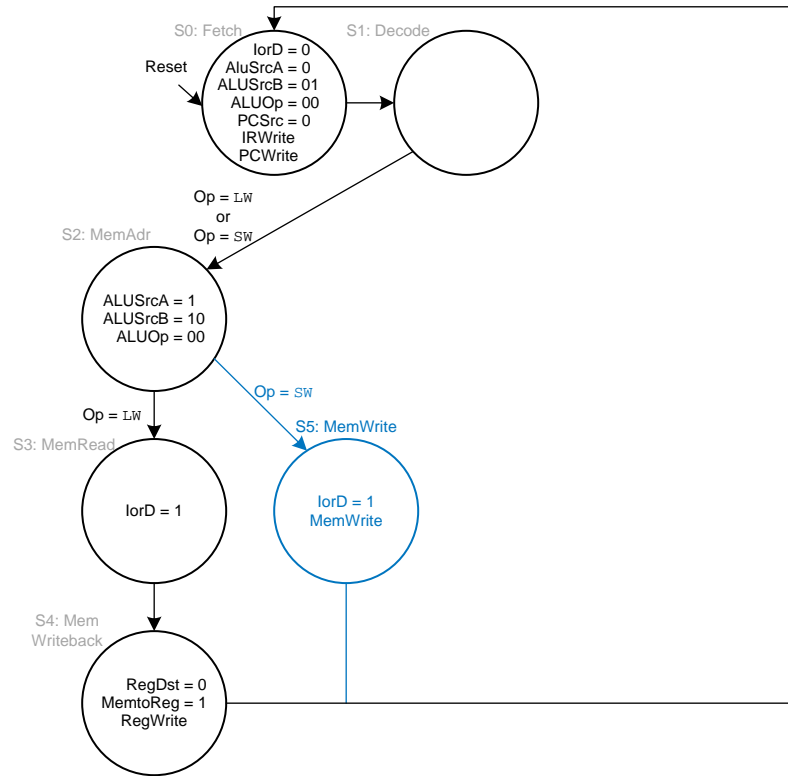 S0: Fetch
S1: Decode
IorD = 0
AluSrcA = 0
ALUSrcB = 01
ALUOp = 00
PCSrc = 0
IRWrite
PCWrite
Reset
Op = LW
or
Op = SW
S2: MemAdr
ALUSrcA = 1
ALUSrcB = 10
ALUOp = 00
Op = SW
Op = LW
S5: MemWrite
S3: MemRead
IorD = 1
IorD = 1
MemWrite
S4: Mem
Writeback
RegDst = 0
MemtoReg = 1
RegWrite